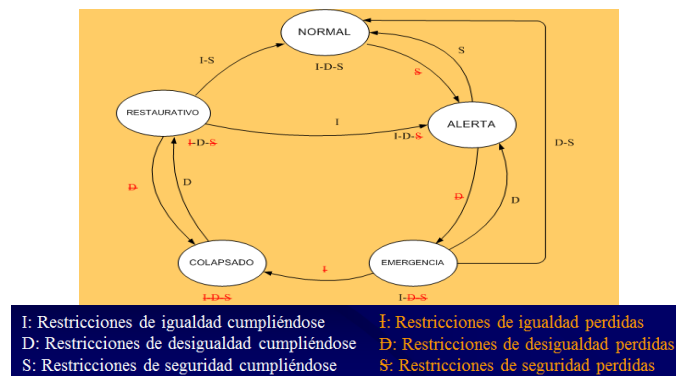 NORMAL
I-D-S
I-S
S
S
RESTAURATIVO
I-D-S
I
ALERTA
I-D-S
D-S
D
D
D
D
COLAPSADO
I-D-S
I
EMERGENCIA
I-D-S
I: Restricciones de igualdad cumpliéndose
D: Restricciones de desigualdad cumpliéndose
S: Restricciones de seguridad cumpliéndose
I: Restricciones de igualdad perdidas
D: Restricciones de desigualdad perdidas
S: Restricciones de seguridad perdidas